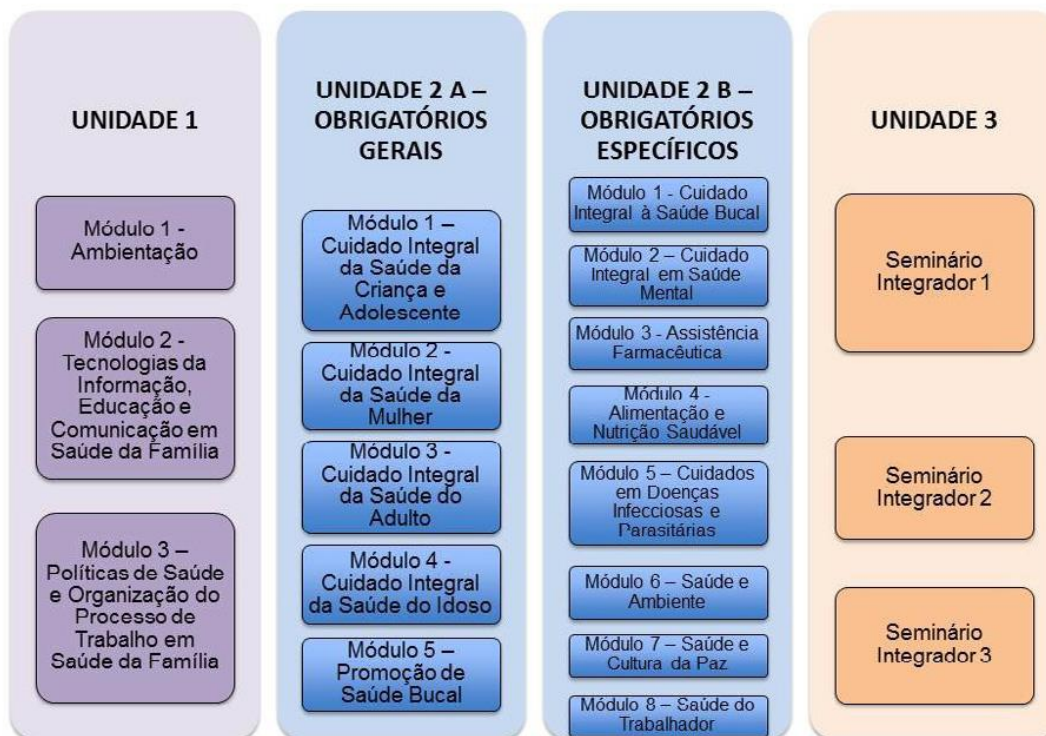 UNIDADE 1
Módulo 1 -
Ambientação
Módulo 2 -
Tecnologias da
Informação,
Educação e
Comunicação em
Saúde da Família
Módulo 3 –
Políticas de Saúde
e Organização do
Processo de
Trabalho em
Saúde da Família
UNIDADE 2 A –
OBRIGATÓRIOS
GERAIS
Módulo 1 –
Cuidado Integral
da Saúde da
Criança e
Adolescente
Módulo 2 -
Cuidado Integral
da Saúde da
Mulher
Módulo 3 -
Cuidado Integral
da Saúde do
Adulto
Módulo 4 -
Cuidado Integral
da Saúde do Idoso
Módulo 5 –
Promoção de
Saúde Bucal
UNIDADE 2 B –
OBRIGATÓRIOS
ESPECÍFICOS
Módulo 1 - Cuidado
Integral à Saúde Bucal
Módulo 2 – Cuidado
Integral em Saúde
Mental
Módulo 3 - Assistência
Farmacêutica
Módulo 4 -
Alimentação e
Nutrição Saudável
Módulo 5 – Cuidados
em Doenças
Infecciosas e
Parasitárias
Módulo 6 – Saúde e
Ambiente
Módulo 7 – Saúde e
Cultura da Paz
Módulo 8 – Saúde do
Trabalhador
UNIDADE 3
Seminário
Integrador 1
Seminário
Integrador 2
Seminário
Integrador 3